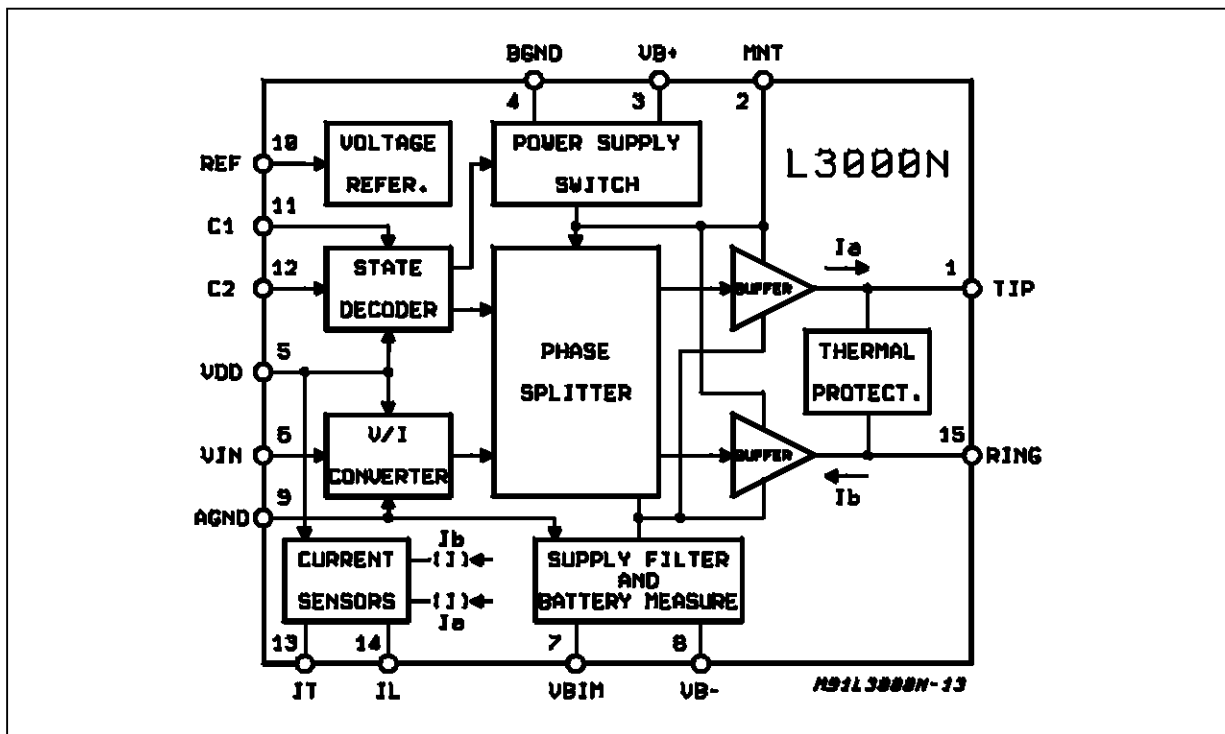 BGND VB+ MNT
4 3 2
10 VOLTAGE POWER SUPPLY L3000N
REF REFER. SWITCH
11
C1
Ia
12 STATE BUFFER 1
C2 DECODER TIP
5 PHASE THERMAL
VDD SPLITTER PROTECT.
6 V/I BUFFER 15
VIN CONVERTER RING
9 Ib
AGND
Ib
CURRENT (I) SUPPLY FILTER
AND
SENSORS (I) BATTERY MEASURE
Ia
13 14 7 8
IT IL VBIM VB- M91L3000N-13